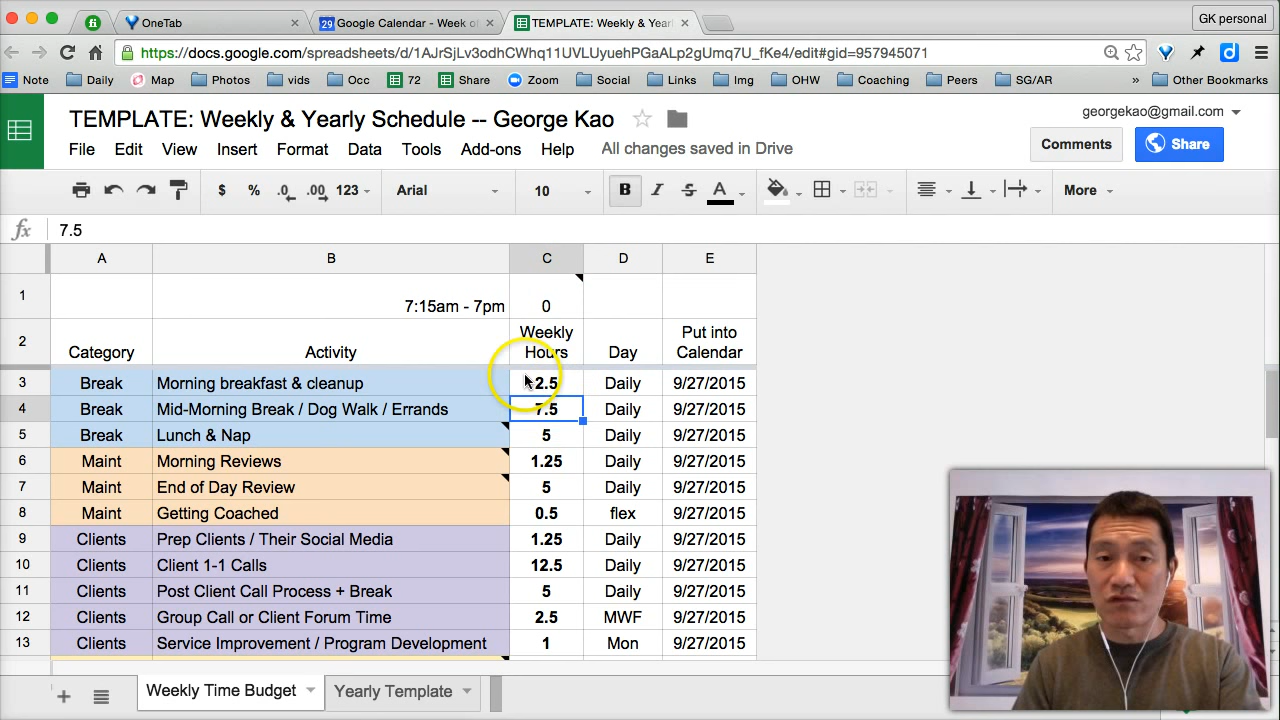 OneTab
Google Calendar - Week of
TEMPLATE: Weekly & Yearl
GK personal
https://docs.google.com/spreadsheets/d/1AJrSjLv3odhCWhq11UVLUyuehPGaALp2gUmq7U_fKe4/edit#gid=957945071
Note Daily Map Photos vids Occ 72 Share Zoom Social Links Img OHW Coaching Peers SG/AR » Other Bookmarks
TEMPLATE: Weekly & Yearly Schedule -- George Kao
georgekao@gmail.com
File Edit View Insert Format Data Tools Add-ons Help All changes saved in Drive
Comments Share
$ % .0 .00 123 Arial 10 B I S A More
fx 7.5
A B C D E
1 7:15am - 7pm 0
2 Category Activity Weekly Hours Day Put into Calendar
3 Break Morning breakfast & cleanup 2.5 Daily 9/27/2015
4 Break Mid-Morning Break / Dog Walk / Errands 7.5 Daily 9/27/2015
5 Break Lunch & Nap 5 Daily 9/27/2015
6 Maint Morning Reviews 1.25 Daily 9/27/2015
7 Maint End of Day Review 5 Daily 9/27/2015
8 Maint Getting Coached 0.5 flex 9/27/2015
9 Clients Prep Clients / Their Social Media 1.25 Daily 9/27/2015
10 Clients Client 1-1 Calls 12.5 Daily 9/27/2015
11 Clients Post Client Call Process + Break 5 Daily 9/27/2015
12 Clients Group Call or Client Forum Time 2.5 MWF 9/27/2015
13 Clients Service Improvement / Program Development 1 Mon 9/27/2015
Weekly Time Budget Yearly Template